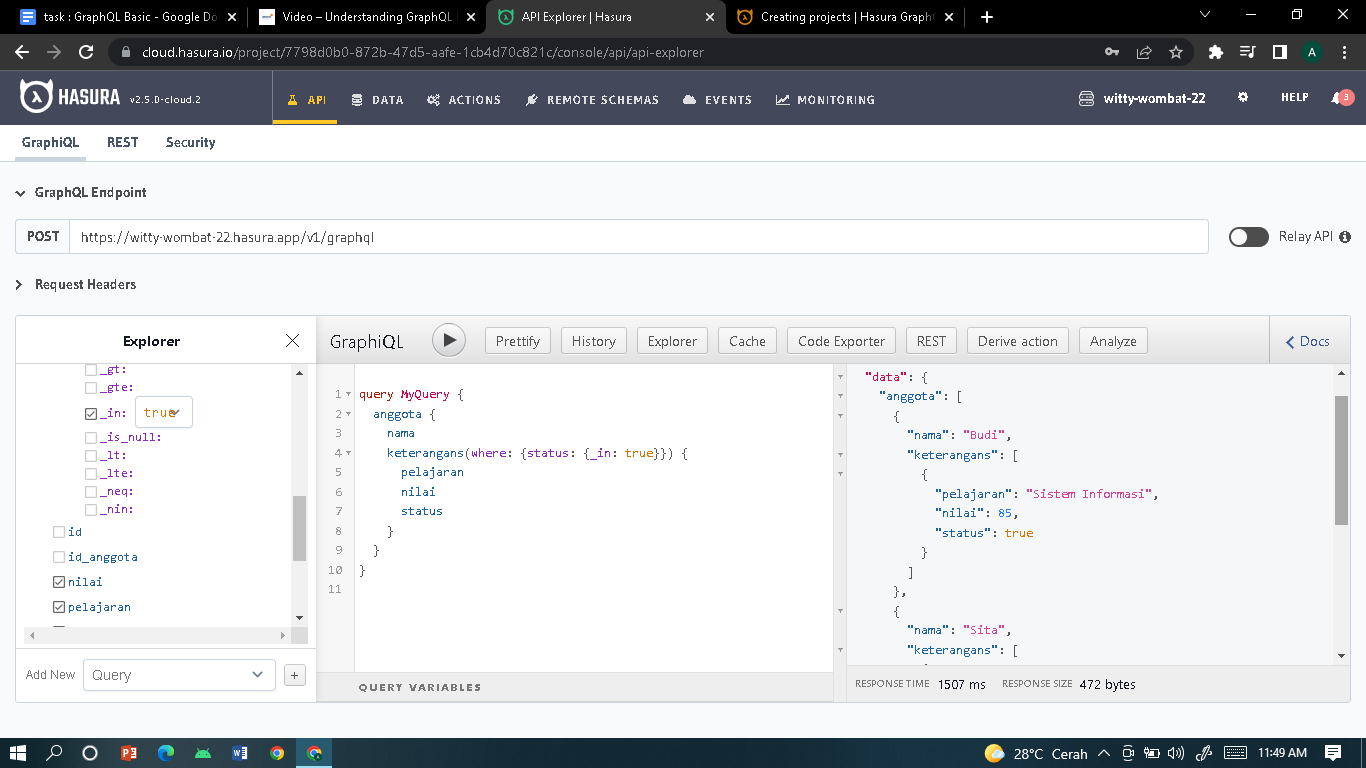 task : GraphQL Basic - Google Do
Video – Understanding GraphQL
API Explorer | Hasura
Creating projects | Hasura GraphQ
cloud.hasura.io/project/7798d0b0-872b-47d5-aafe-1cb4d70c821c/console/api/api-explorer
A
HASURA v2.5.0-cloud.2
API
DATA
ACTIONS
REMOTE SCHEMAS
EVENTS
MONITORING
witty-wombat-22
HELP
3
GraphiQL REST Security
GraphQL Endpoint
POST https://witty-wombat-22.hasura.app/v1/graphql
Relay API
Request Headers
Explorer
_gt:
_gte:
_in: true
_is_null:
_lt:
_lte:
_neq:
_nin:
id
id_anggota
nilai
pelajaran
Add New Query +
GraphiQL
Prettify
History
Explorer
Cache
Code Exporter
REST
Derive action
Analyze
Docs
1 query MyQuery {
2 anggota {
3 nama
4 keterangans(where: {status: {_in: true}}) {
5 pelajaran
6 nilai
7 status
8 }
9 }
10 }
11
QUERY VARIABLES
"data": {
"anggota": [
{
"nama": "Budi",
"keterangans": [
{
"pelajaran": "Sistem Informasi",
"nilai": 85,
"status": true
}
]
},
{
"nama": "Sita",
"keterangans": [
RESPONSE TIME 1507 ms RESPONSE SIZE 472 bytes
28°C Cerah
11:49 AM